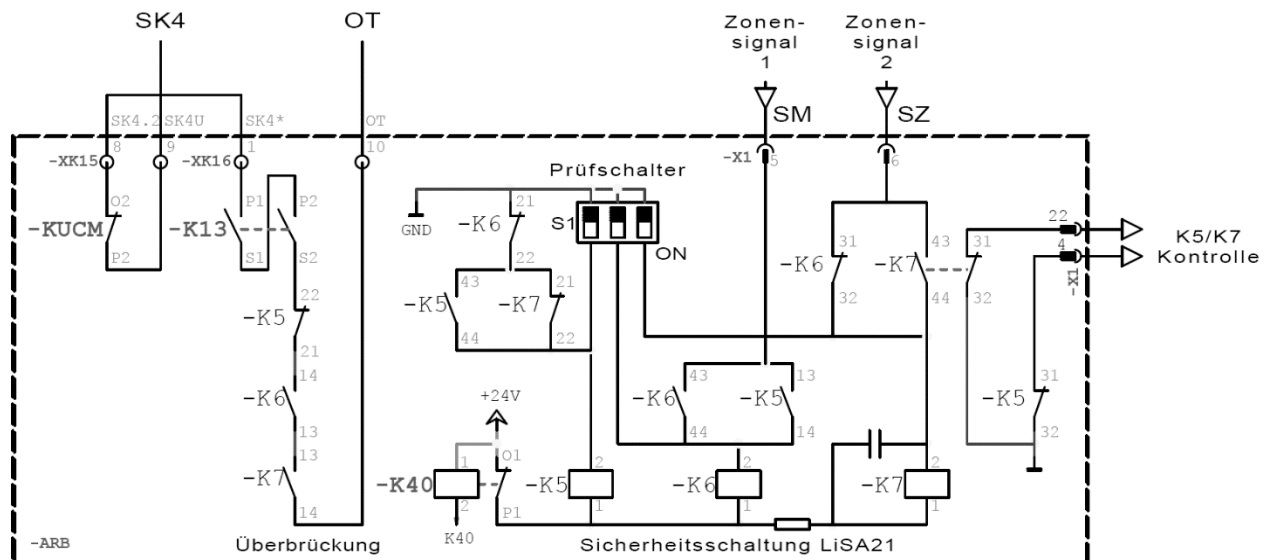 SK4 OT Zonen- Zonen-
signal signal
1 2
SM SZ
SK4.2 SK4U SK4* OT
8 9 1 10
-XK15 -XK16 -X1 5 6
Prüfschalter
O2 P1 P2 21 S1 31 43 31 22
-KUCM -K13 GND -K6 -K6 -K7 K5/K7
P2 S1 S2 22 ON 32 44 32 4 Kontrolle
-X1
22 43 21
-K5 -K5 -K7
21 44 22
14 43 13 31
-K6 +24V -K6 -K5 -K5
13 44 14 32
13 1 O1 2 2 2
-K7 -K40 -K5 -K6 -K7
14 2 P1 1 1 1
K40
-ARB Überbrückung Sicherheitsschaltung LiSA21